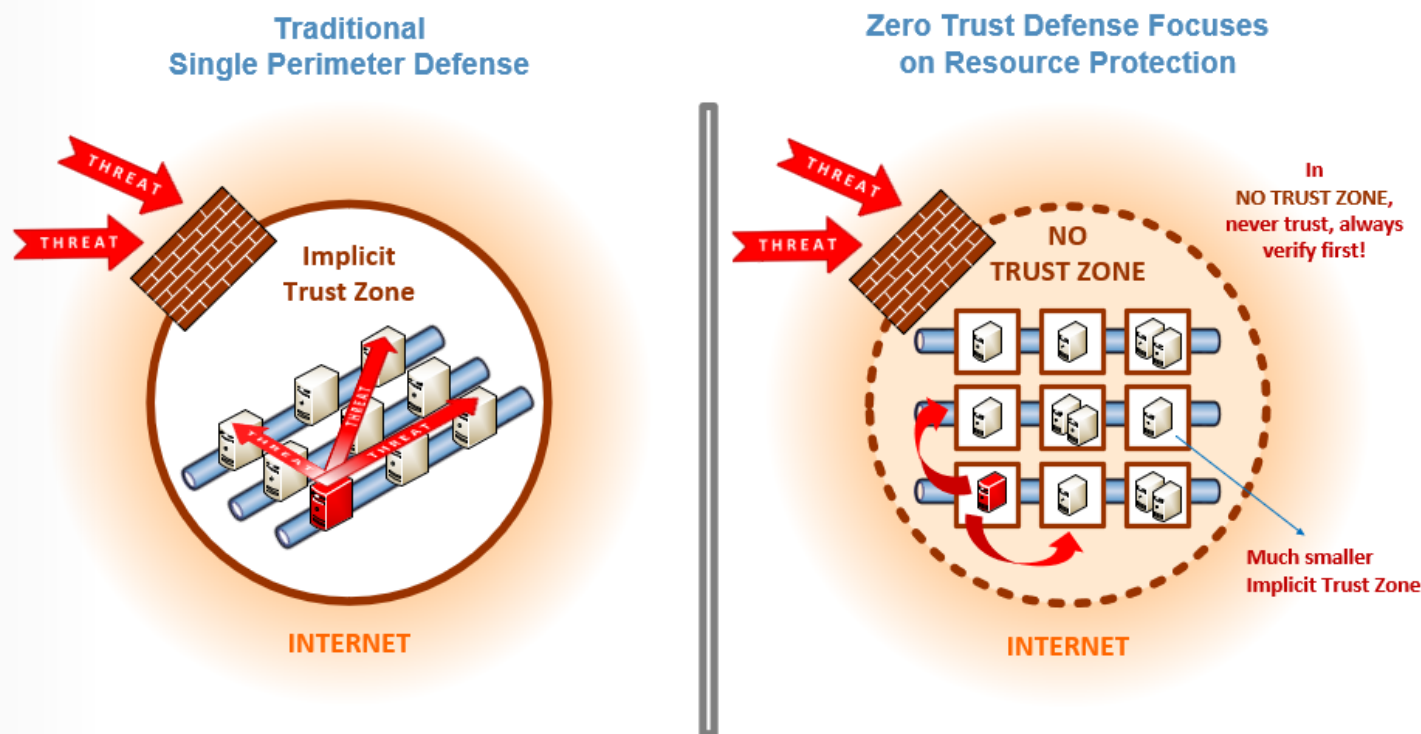 Traditional
Single Perimeter Defense
THREAT
THREAT
Implicit
Trust Zone
THREAT
THREAT
THREAT
INTERNET
Zero Trust Defense Focuses
on Resource Protection
THREAT
THREAT
NO
TRUST ZONE
In
NO TRUST ZONE,
never trust, always
verify first!
Much smaller
Implicit Trust Zone
INTERNET